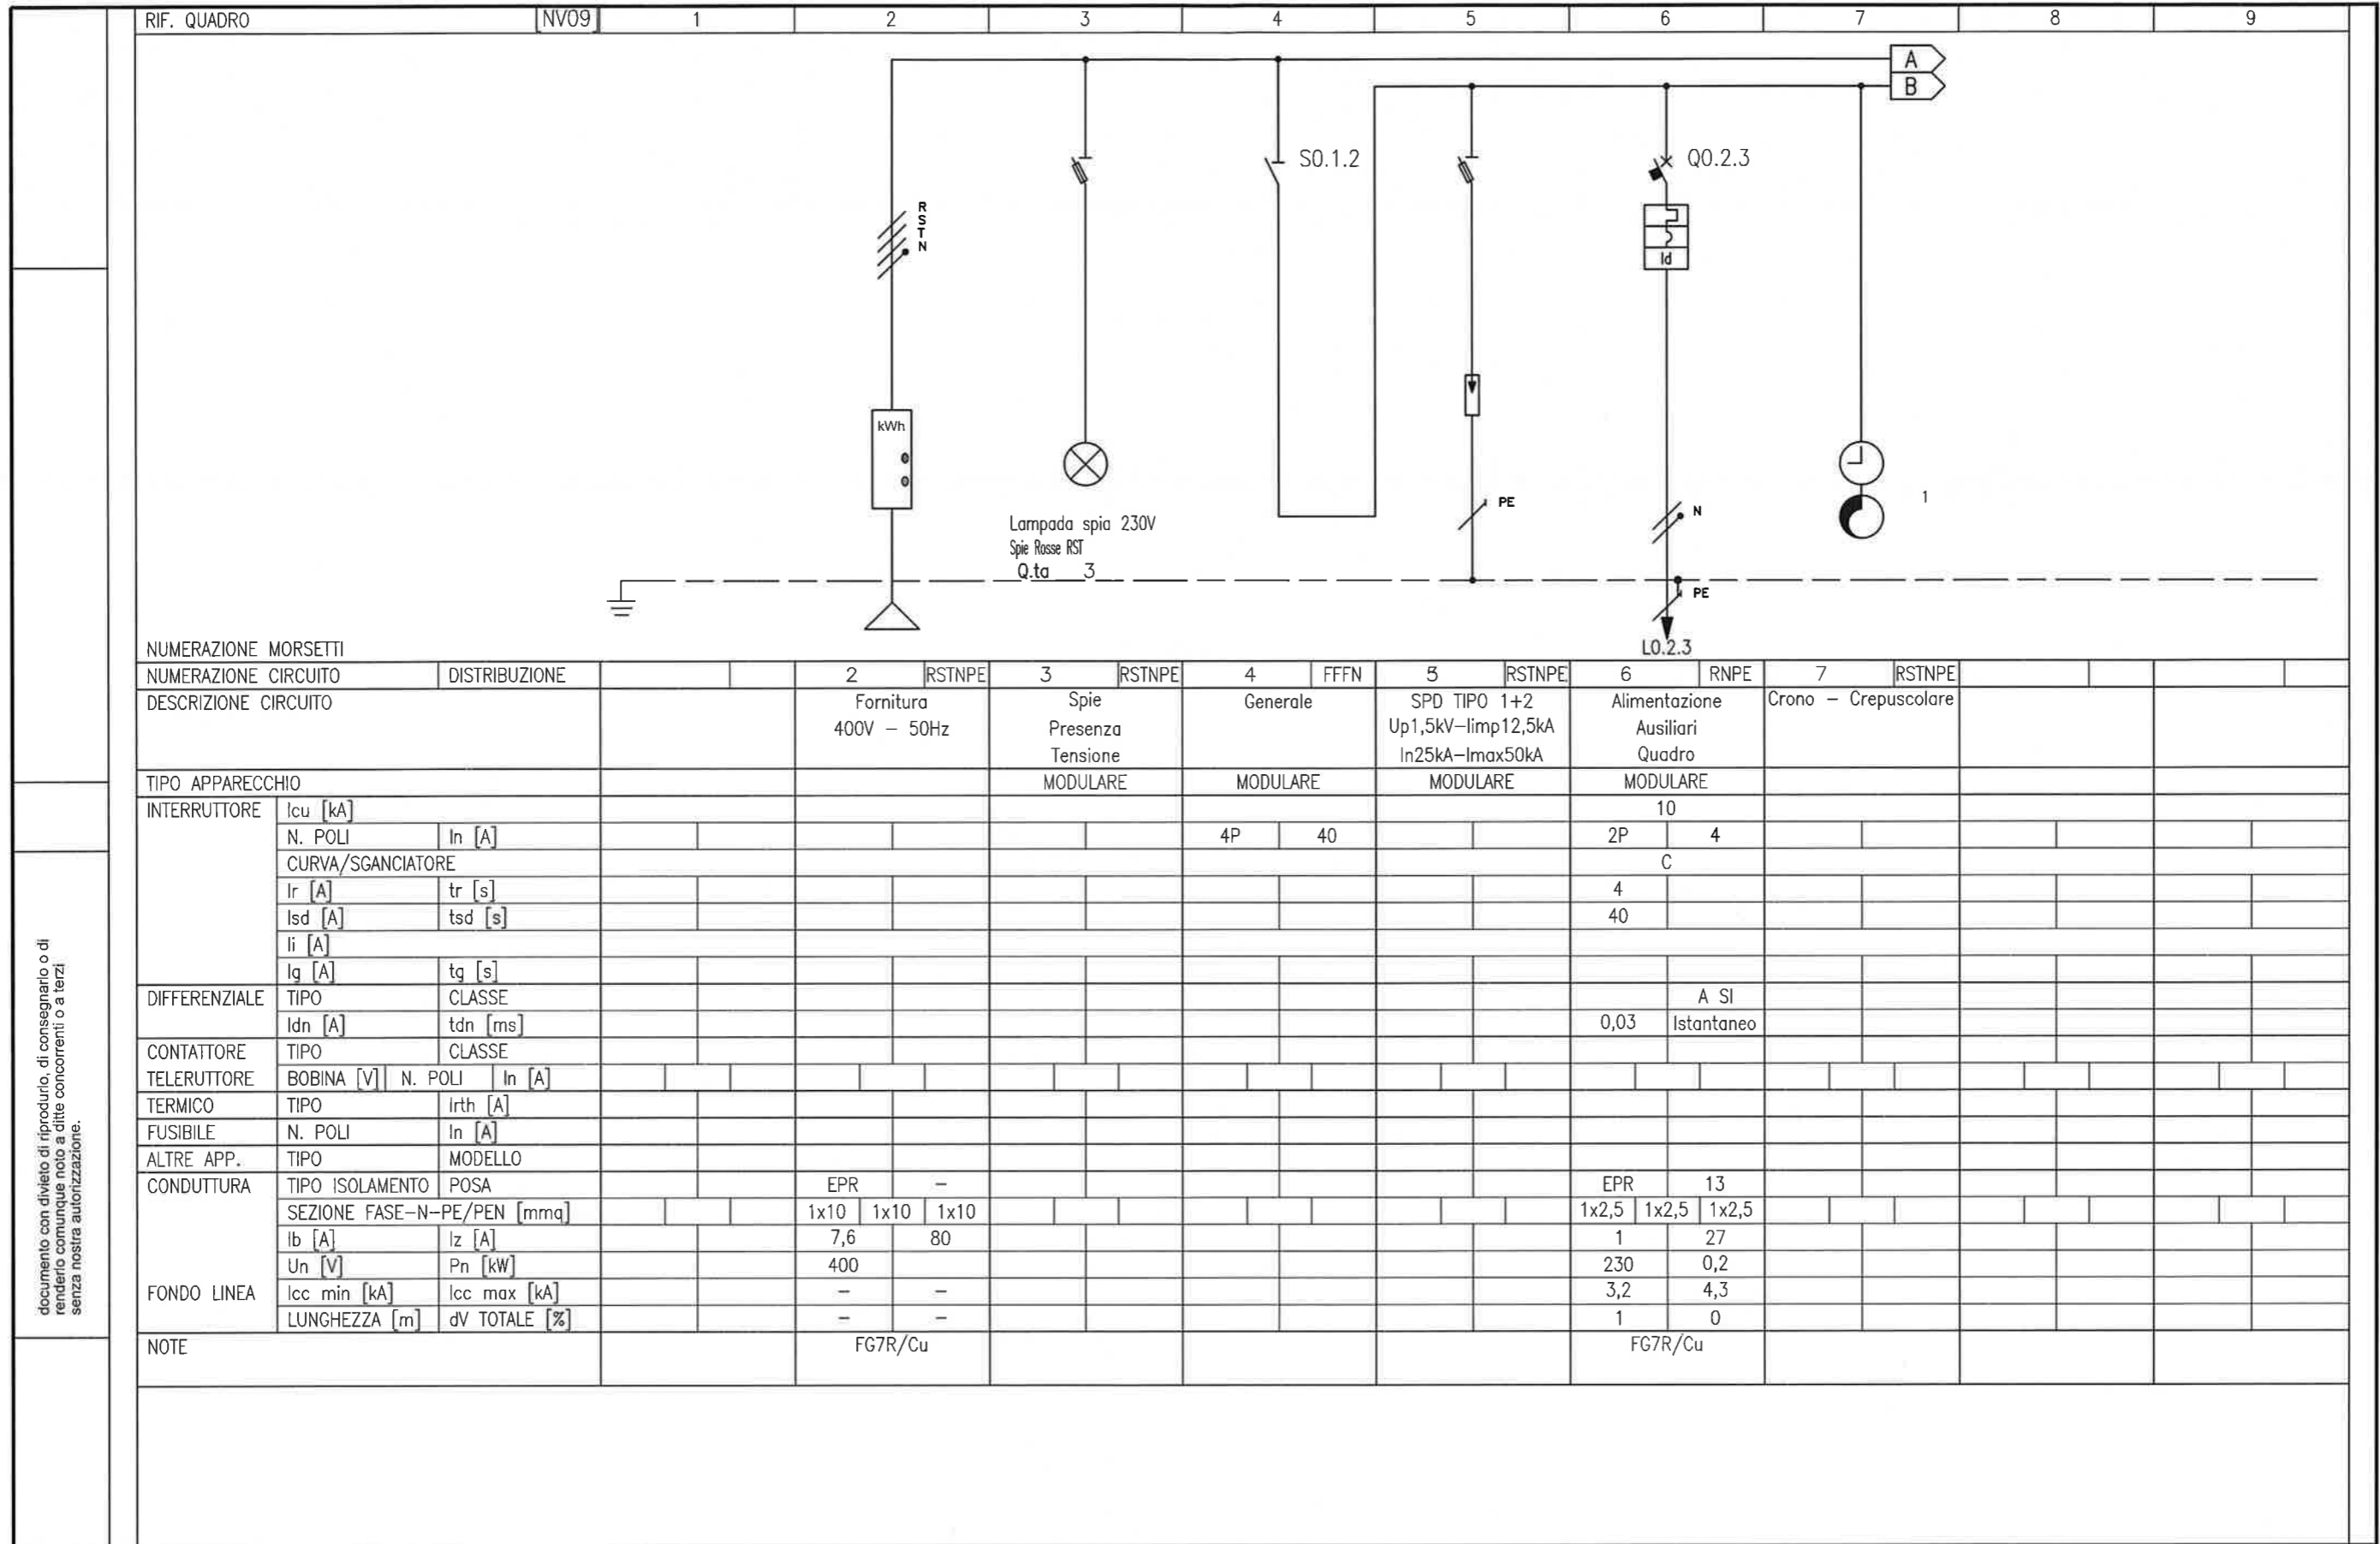 RIF. QUADRO NV09 1 2 3 4 5 6 7 8 9
A
B
S0.1.2
Q0.2.3
R
S
T
N
Id
kWh
PE
N
1
Lampada spia 230V
Spie Rosse RST
Q.ta 3
PE
L0.2.3
NUMERAZIONE MORSETTI
NUMERAZIONE CIRCUITO DISTRIBUZIONE 2 RSTNPE 3 RSTNPE 4 FFFN 5 RSTNPE 6 RNPE 7 RSTNPE
DESCRIZIONE CIRCUITO Fornitura Spie Generale SPD TIPO 1+2 Alimentazione Crono – Crepuscolare
400V – 50Hz Presenza Up1,5kV–Iimp12,5kA Ausiliari
Tensione In25kA–Imax50kA Quadro
TIPO APPARECCHIO MODULARE MODULARE MODULARE MODULARE
INTERRUTTORE Icu [kA] 10
N. POLI In [A] 4P 40 2P 4
CURVA/SGANCIATORE C
Ir [A] tr [s] 4
Isd [A] tsd [s] 40
Ii [A]
Ig [A] tg [s]
DIFFERENZIALE TIPO CLASSE A SI
Idn [A] tdn [ms] 0,03 Istantaneo
CONTATTORE TIPO CLASSE
TELERUTTORE BOBINA [V] N. POLI In [A]
TERMICO TIPO Irth [A]
FUSIBILE N. POLI In [A]
ALTRE APP. TIPO MODELLO
CONDUTTURA TIPO ISOLAMENTO POSA EPR – EPR 13
SEZIONE FASE–N–PE/PEN [mmq] 1x10 1x10 1x10 1x2,5 1x2,5 1x2,5
Ib [A] Iz [A] 7,6 80 1 27
Un [V] Pn [kW] 400 230 0,2
FONDO LINEA Icc min [kA] Icc max [kA] – – 3,2 4,3
LUNGHEZZA [m] dV TOTALE [%] – – 1 0
NOTE FG7R/Cu FG7R/Cu
documento con divieto di riprodurlo, di consegnarlo o di
renderlo comunque noto a ditte concorrenti o a terzi
senza nostra autorizzazione.